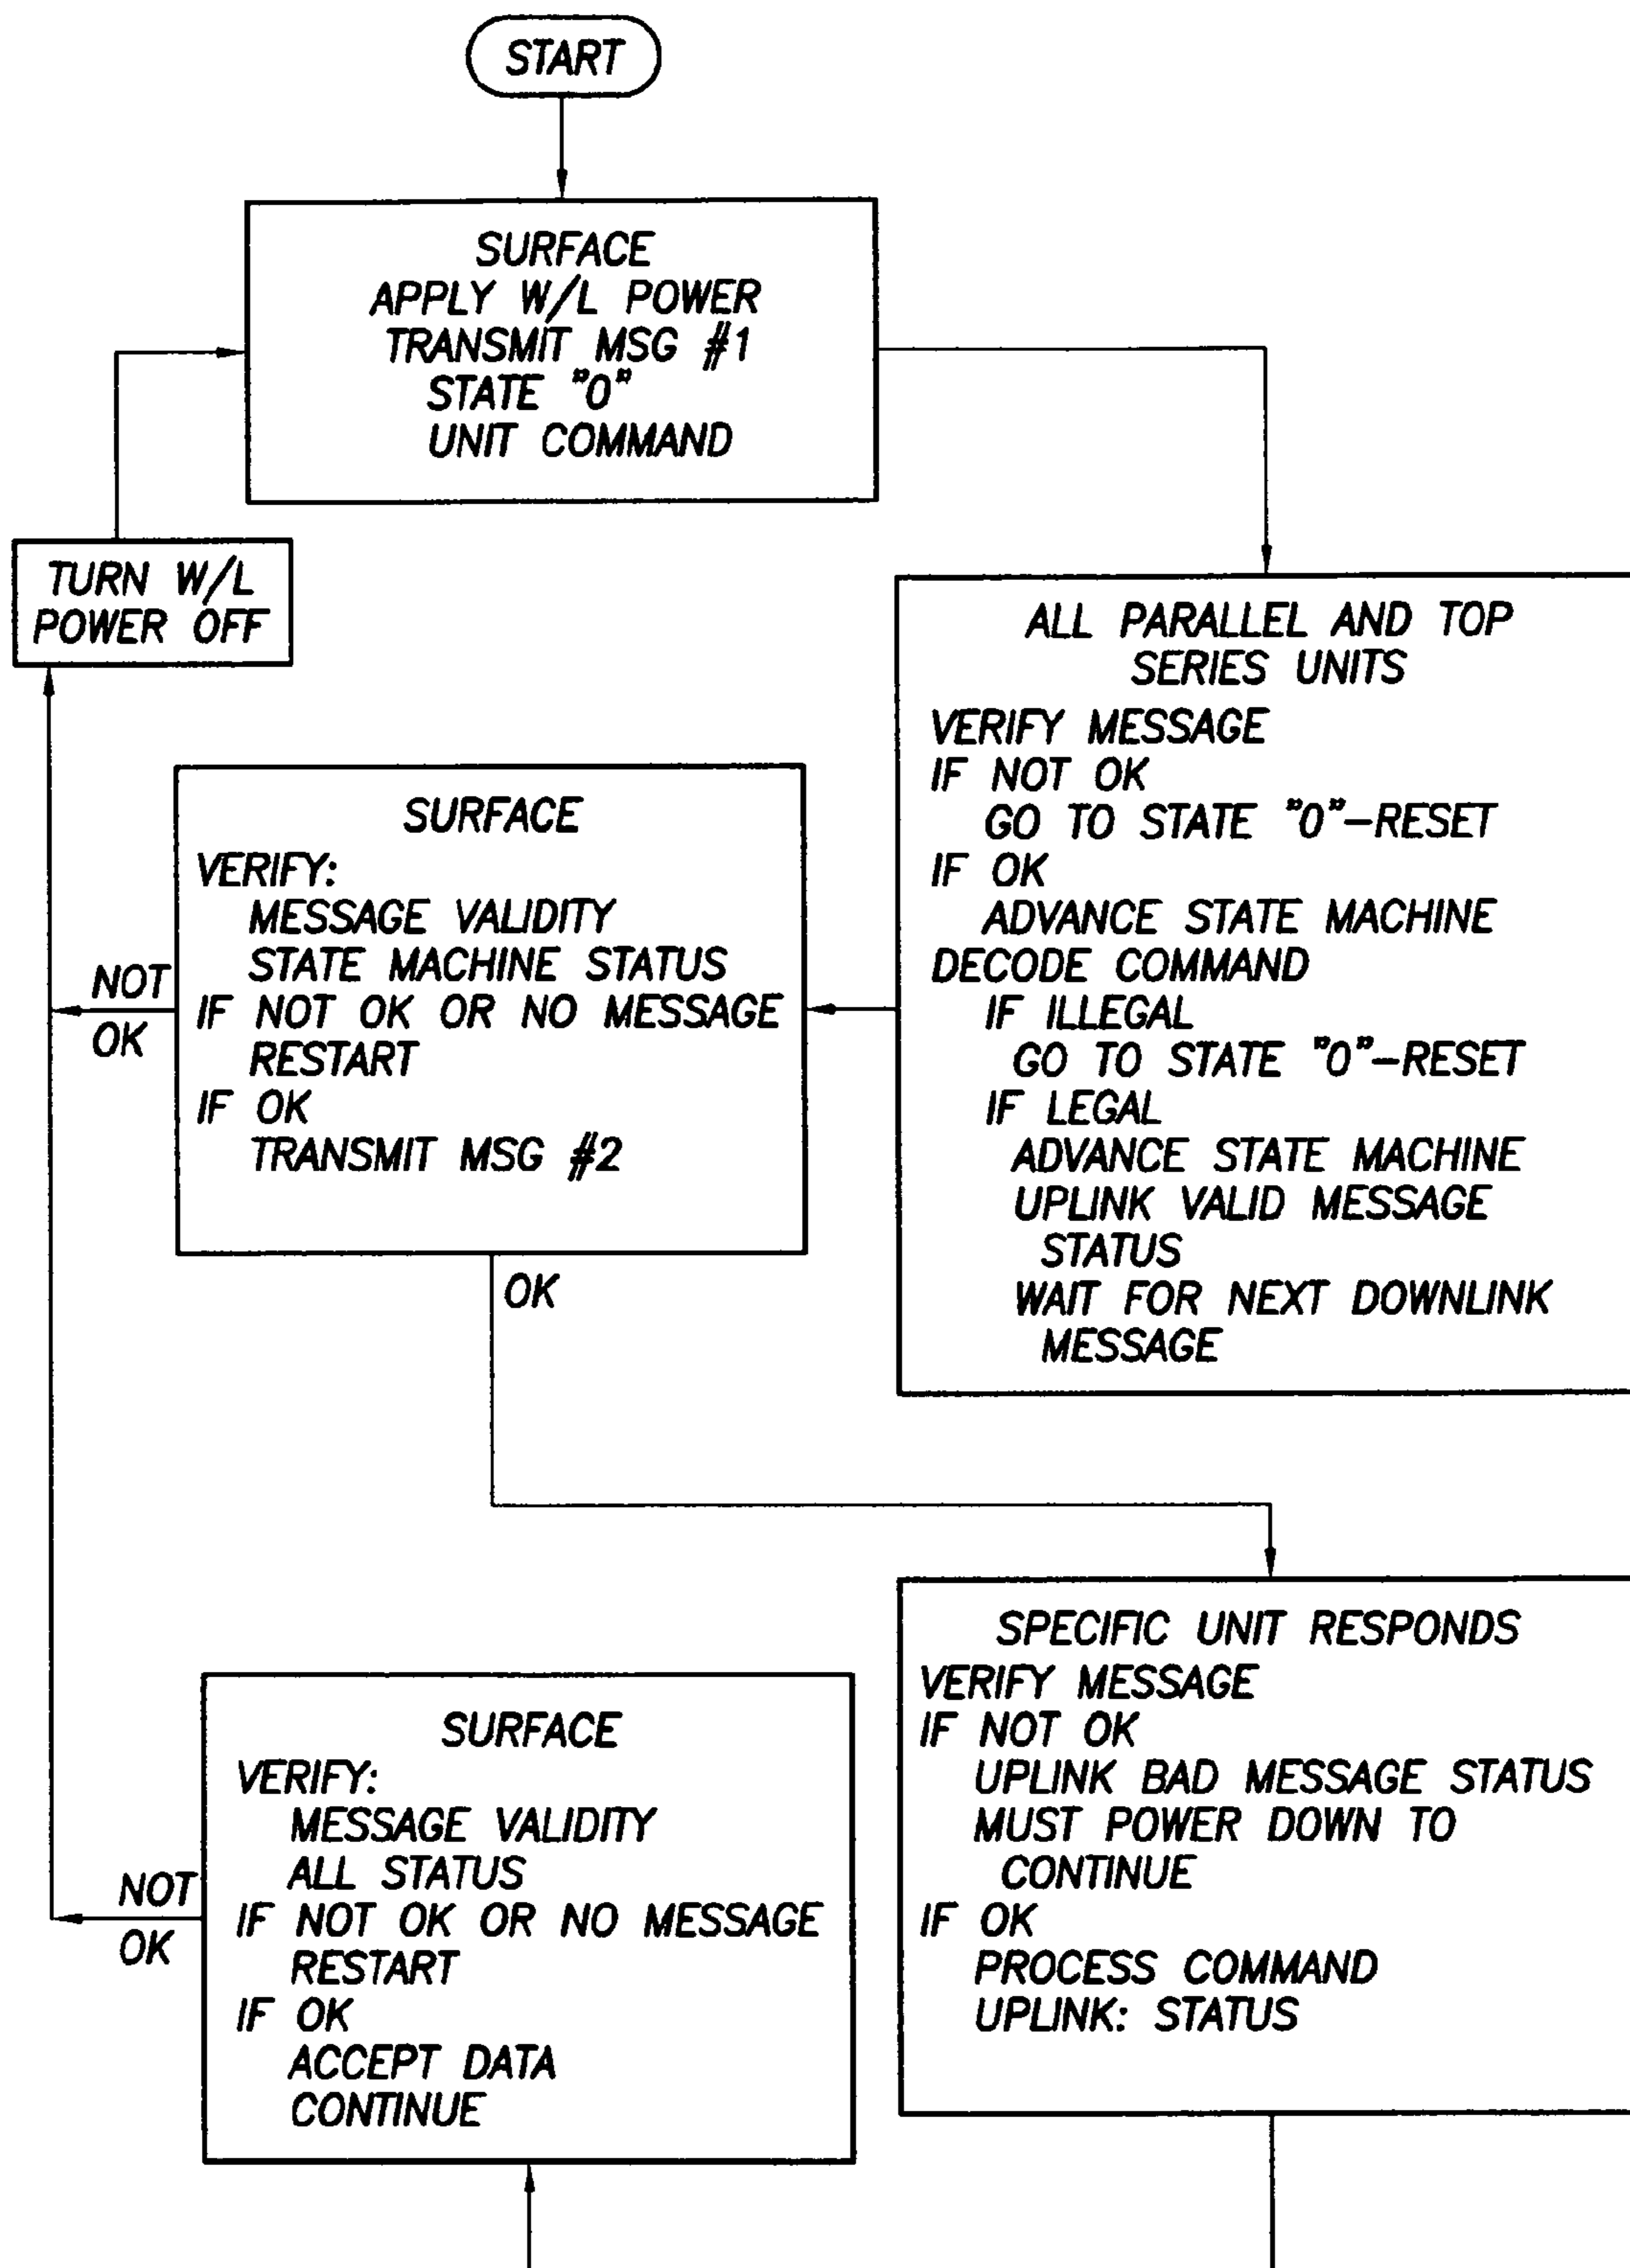 START
SURFACE
APPLY W/L POWER
TRANSMIT MSG #1
STATE "0"
UNIT COMMAND
TURN W/L
POWER OFF
ALL PARALLEL AND TOP
SERIES UNITS
VERIFY MESSAGE
IF NOT OK
GO TO STATE "0"-RESET
IF OK
ADVANCE STATE MACHINE
DECODE COMMAND
IF ILLEGAL
GO TO STATE "0"-RESET
IF LEGAL
ADVANCE STATE MACHINE
UPLINK VALID MESSAGE
STATUS
WAIT FOR NEXT DOWNLINK
MESSAGE
SURFACE
VERIFY:
MESSAGE VALIDITY
STATE MACHINE STATUS
IF NOT OK OR NO MESSAGE
RESTART
IF OK
TRANSMIT MSG #2
NOT
OK
OK
SPECIFIC UNIT RESPONDS
VERIFY MESSAGE
IF NOT OK
UPLINK BAD MESSAGE STATUS
MUST POWER DOWN TO
CONTINUE
IF OK
PROCESS COMMAND
UPLINK: STATUS
SURFACE
VERIFY:
MESSAGE VALIDITY
ALL STATUS
IF NOT OK OR NO MESSAGE
RESTART
IF OK
ACCEPT DATA
CONTINUE
NOT
OK